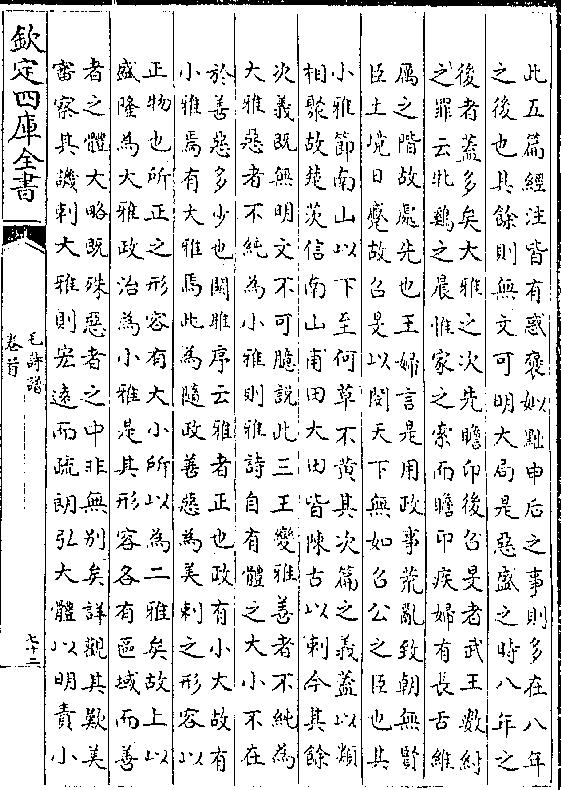 此五篇經注皆有惑褒姒黜申后之事則多在八年
之後也其餘則無文可明大局是惡盛之時八年之
後者蓋多矣大雅之次先瞻卬後召旻者武王數紂
之罪云牝鷄之晨惟家之索而瞻卬疾婦有長舌維
厲之階故處先也王婦言是用政事荒亂致朝無賢
臣土境日蹙故召旻以閔天下無如召公之臣也其
小雅節南山以下至何草不黃其次篇之義蓋以類
相聚故楚茨信南山甫田大田皆陳古以刺今其餘
次義既無明文不可臆說此三王變雅善者不純為
大雅惡者不純為小雅則雅詩自有體之大小不在
於善惡多少也關雎序云雅者正也政有小大故有
小雅焉有大雅焉此為隨政善惡為美刺之形容以
正物也所正之形容有大小所以為二雅矣故上以
盛隆為大雅政治為小雅是其形容各有區域而善
者之體大略既殊惡者之中非無別矣詳觀其歎美
審察其譏刺大雅則宏遠而疏朗弘大體以明責小
欽定四庫全書
毛詩譜
卷首
七十二